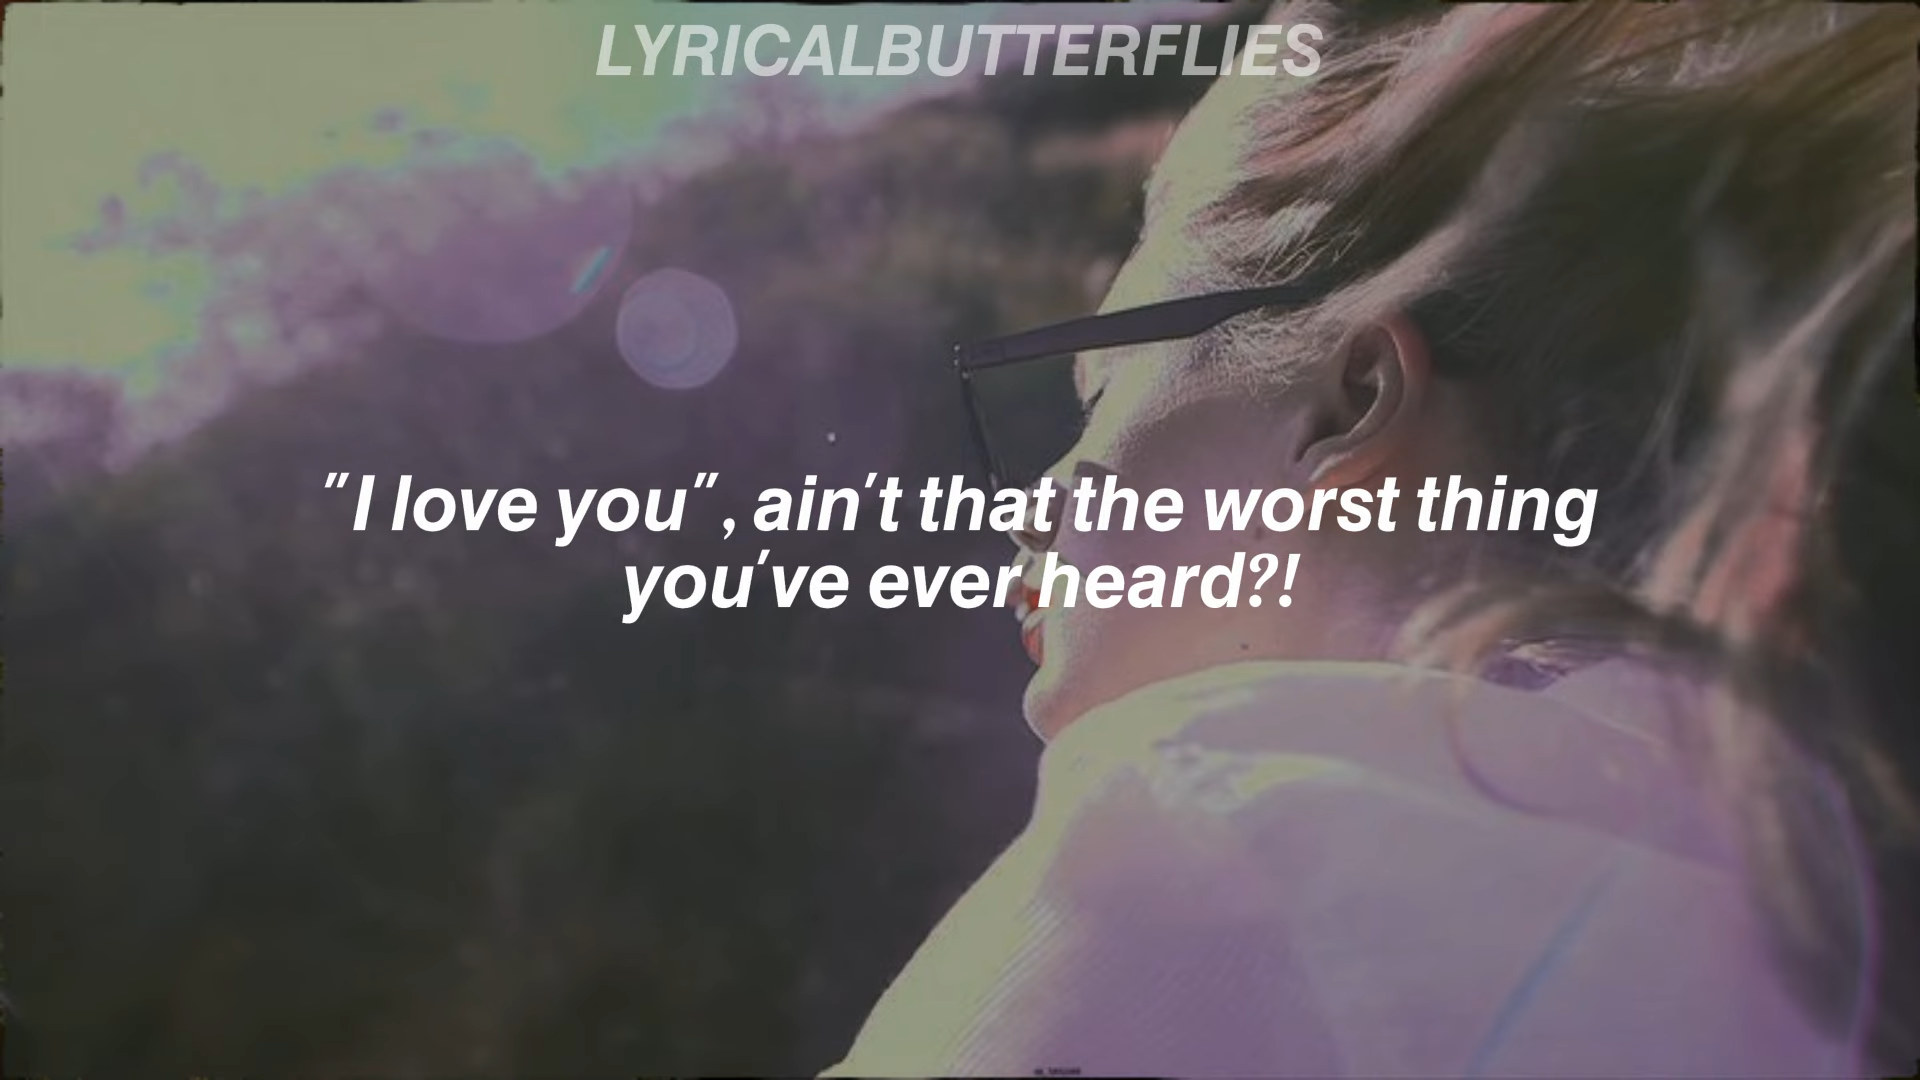 LYRICALBUTTERFLIES
"I love you", ain't that the worst thing
you've ever heard?!